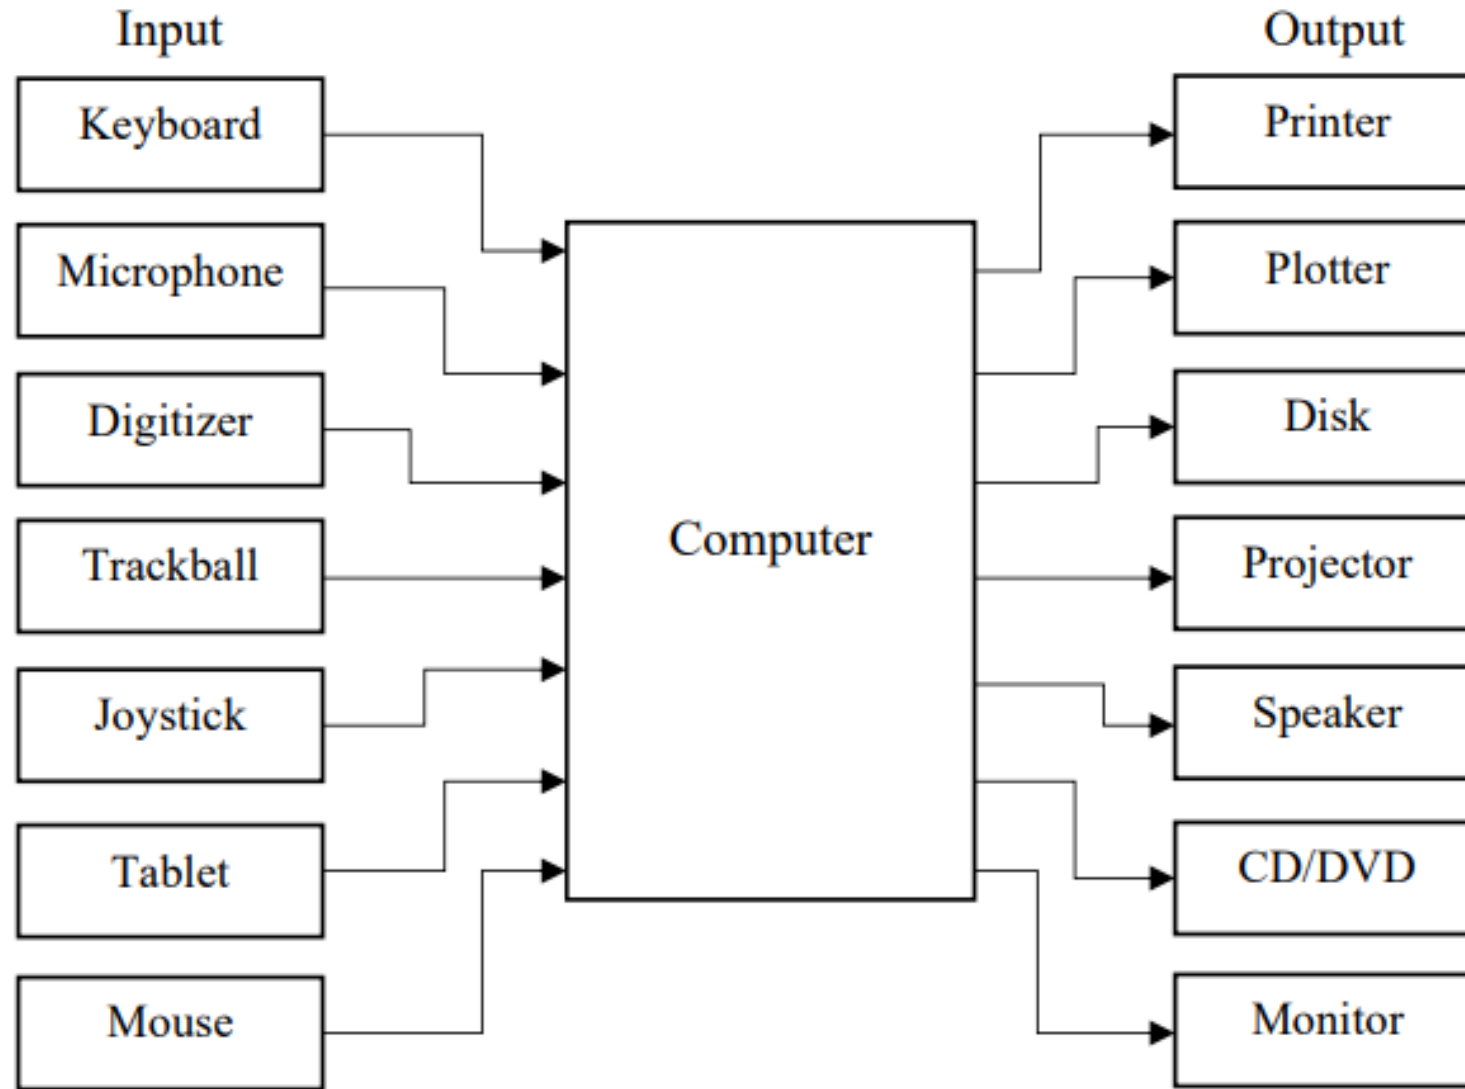 Input
Output
Keyboard
Printer
Microphone
Plotter
Digitizer
Disk
Computer
Trackball
Projector
Joystick
Speaker
Tablet
CD/DVD
Mouse
Monitor